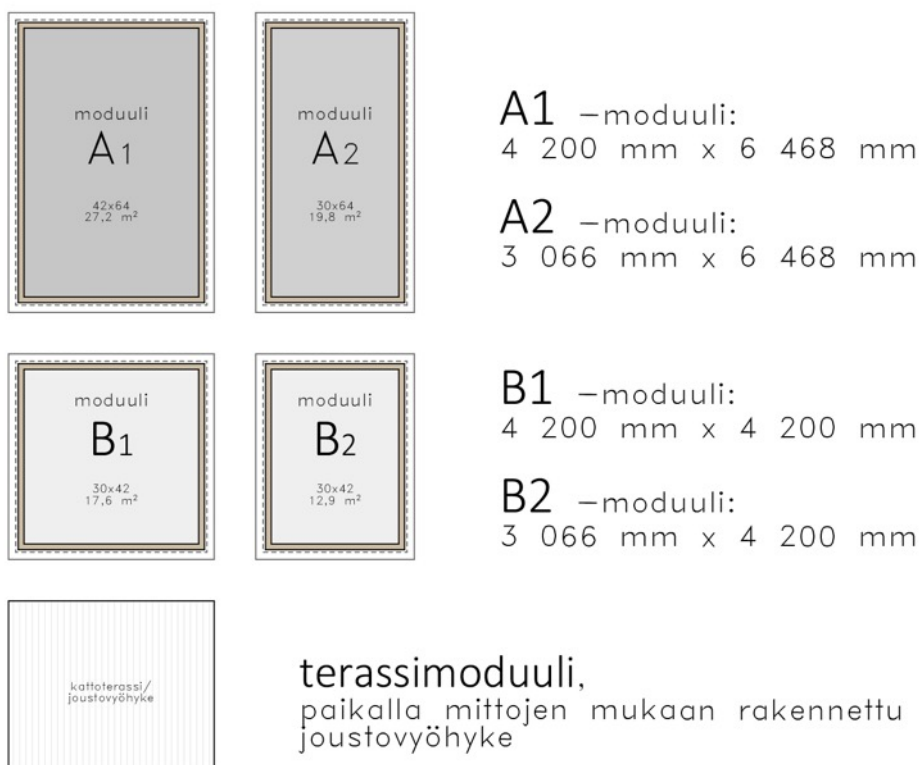 moduuli
A1
42x64
27,2 m²
moduuli
A2
30x64
19,8 m²
A1 –moduuli:
4 200 mm x 6 468 mm
A2 –moduuli:
3 066 mm x 6 468 mm
moduuli
B1
30x42
17,6 m²
moduuli
B2
30x42
12,9 m²
B1 –moduuli:
4 200 mm x 4 200 mm
B2 –moduuli:
3 066 mm x 4 200 mm
kattoterassi/
joustovyöhyke
terassimoduuli,
paikalla mittojen mukaan rakennettu
joustovyöhyke